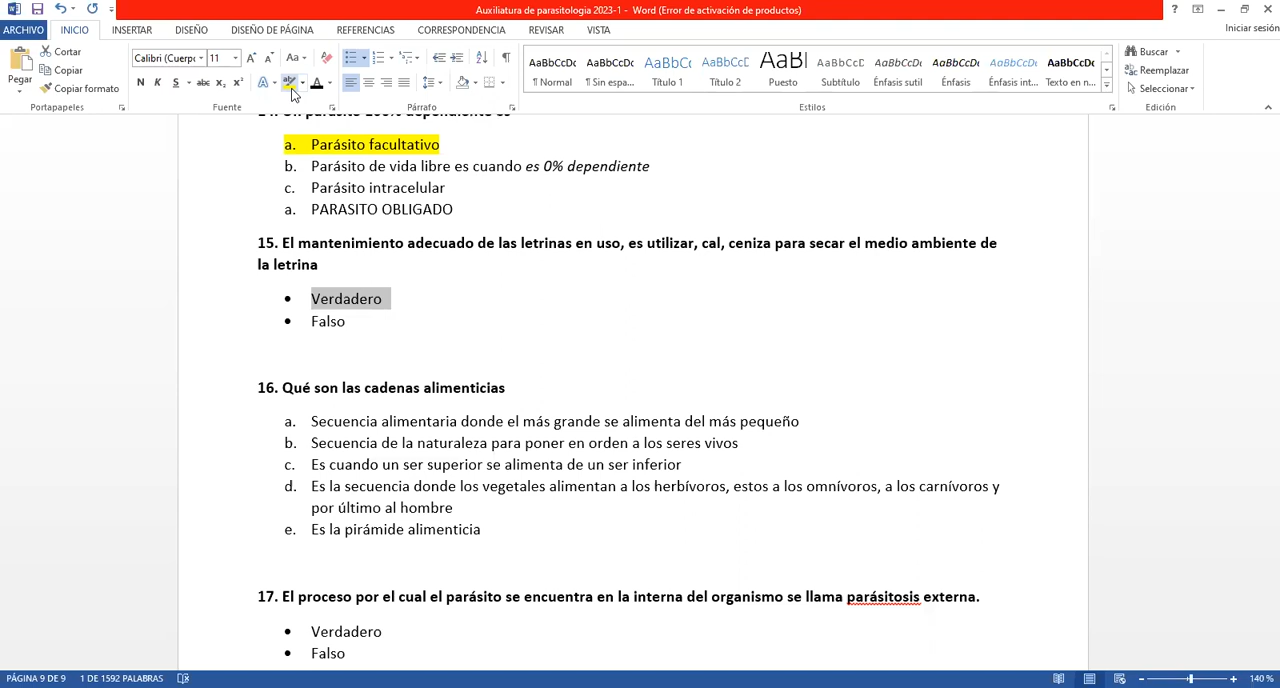 Auxiliatura de parasitologia 2023-1 - Word (Error de activación de productos)
ARCHIVO INICIO INSERTAR DISEÑO DISEÑO DE PÁGINA REFERENCIAS CORRESPONDENCIA REVISAR VISTA Iniciar sesión
Pegar
Cortar
Copiar
Copiar formato
Portapapeles
Calibri (Cuerpo 11
N K S abc x₂ x²
Fuente
Párrafo
AaBbCcDc AaBbCcDc AaBbC( AaBbCcC AaBl AaBbCcC AaBbCcDc AaBbCcDc AaBbCcDc AaBbCcDc
¶ Normal ¶ Sin espa... Título 1 Título 2 Puesto Subtítulo Énfasis sutil Énfasis Énfasis int... Texto en n...
Estilos
Buscar
Reemplazar
Seleccionar
Edición
a. Parásito facultativo
b. Parásito de vida libre es cuando es 0% dependiente
c. Parásito intracelular
a. PARASITO OBLIGADO
15. El mantenimiento adecuado de las letrinas en uso, es utilizar, cal, ceniza para secar el medio ambiente de
la letrina
• Verdadero
• Falso
16. Qué son las cadenas alimenticias
a. Secuencia alimentaria donde el más grande se alimenta del más pequeño
b. Secuencia de la naturaleza para poner en orden a los seres vivos
c. Es cuando un ser superior se alimenta de un ser inferior
d. Es la secuencia donde los vegetales alimentan a los herbívoros, estos a los omnívoros, a los carnívoros y
por último al hombre
e. Es la pirámide alimenticia
17. El proceso por el cual el parásito se encuentra en la interna del organismo se llama parásitosis externa.
• Verdadero
• Falso
PÁGINA 9 DE 9 1 DE 1592 PALABRAS 140 %